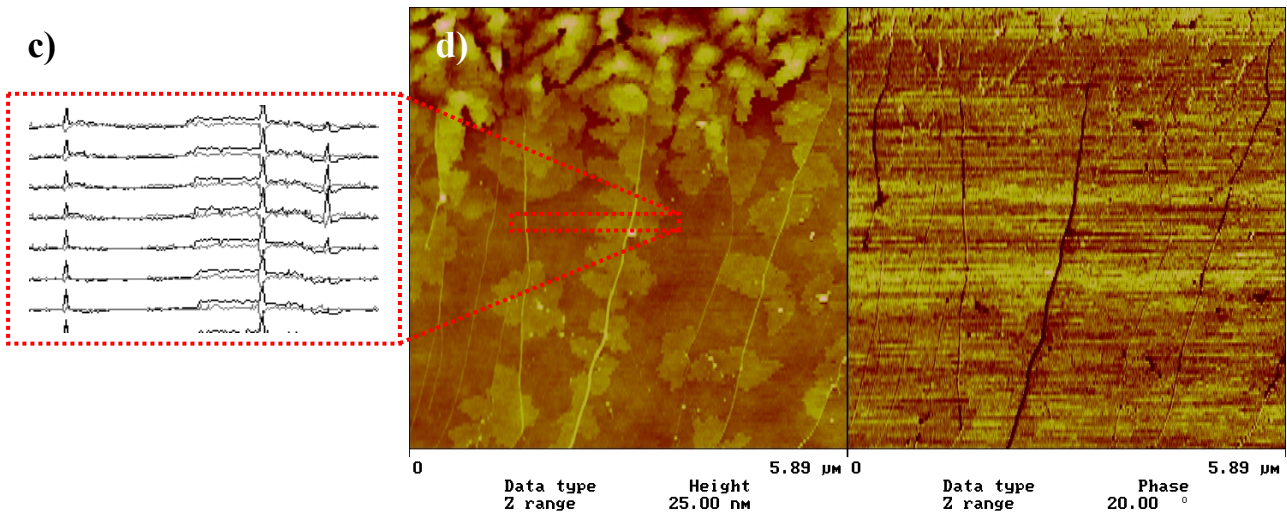 c)
d)
0 5.89 µm 0 5.89 µm
Data type Height Data type Phase
Z range 25.00 nM Z range 20.00 °